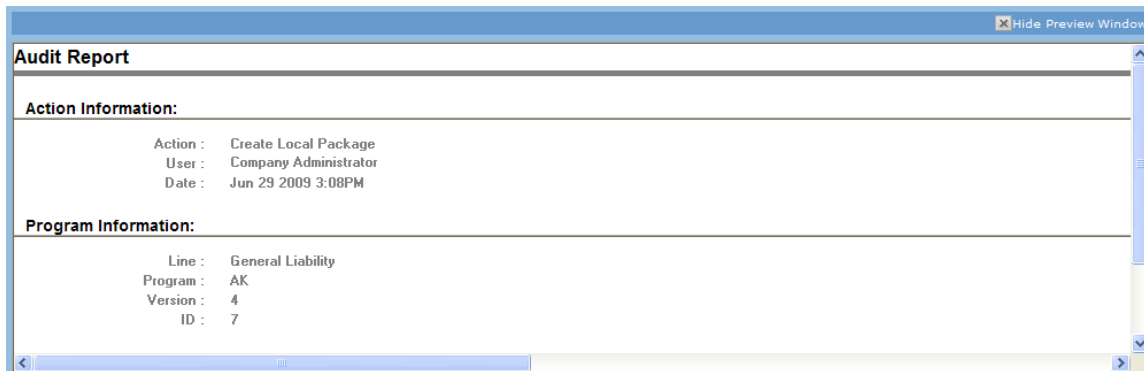 Hide Preview Window
Audit Report
Action Information:
Action : Create Local Package
User : Company Administrator
Date : Jun 29 2009 3:08PM
Program Information:
Line : General Liability
Program : AK
Version : 4
ID : 7